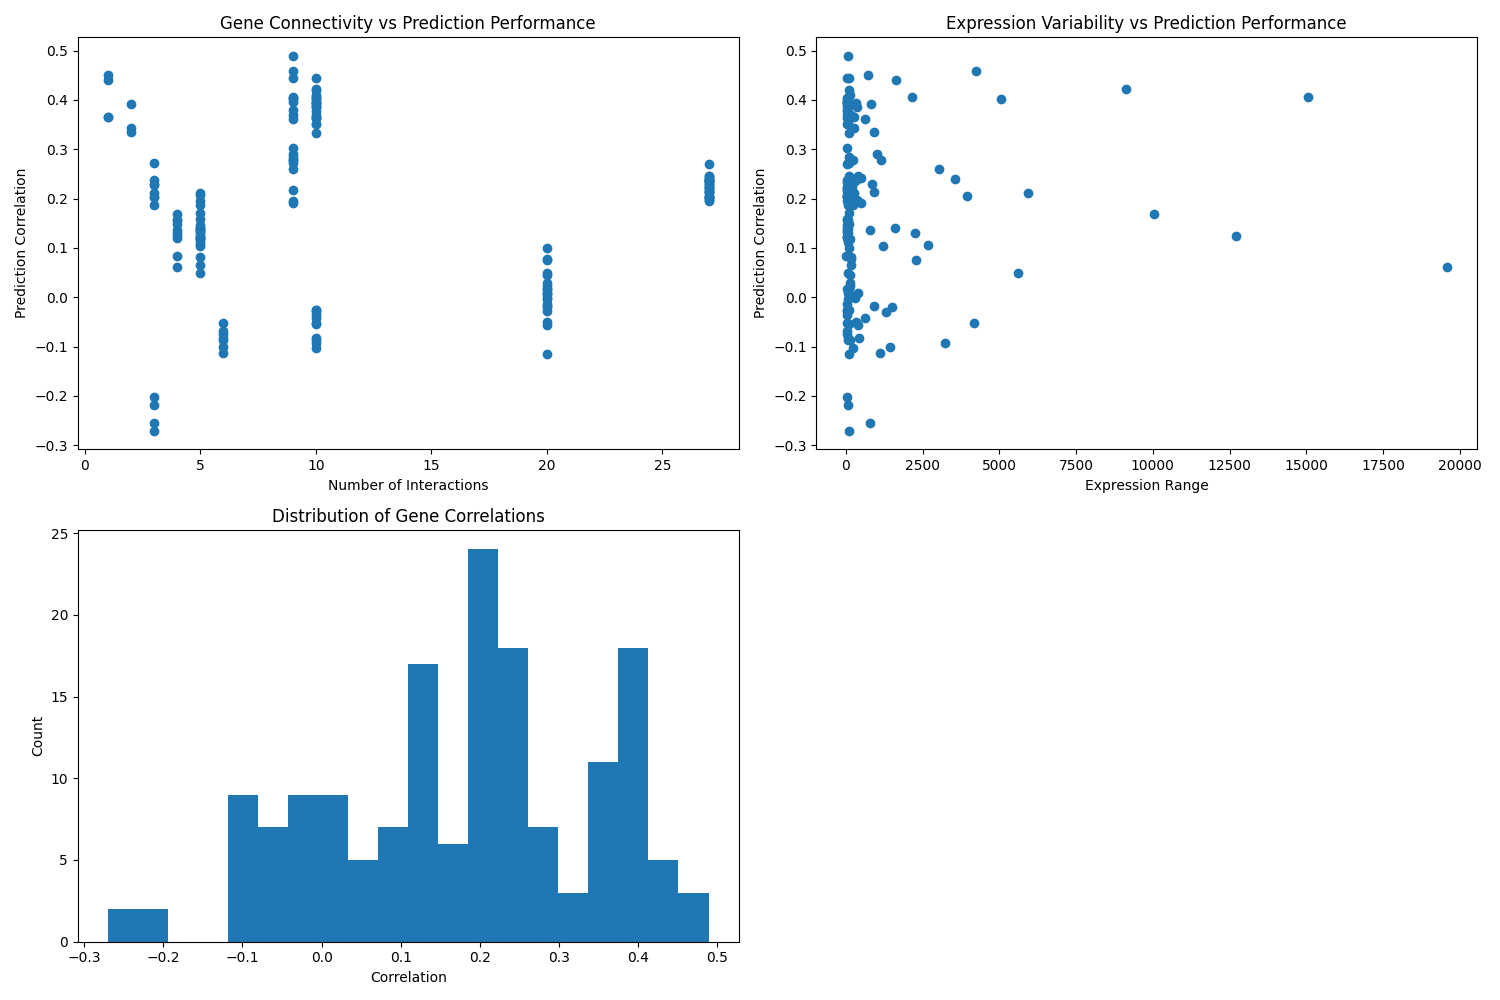 Gene Connectivity vs Prediction Performance
Prediction Correlation
0.5
0.4
0.3
0.2
0.1
0.0
−0.1
−0.2
−0.3
0 5 10 15 20 25
Number of Interactions
Expression Variability vs Prediction Performance
Prediction Correlation
0.5
0.4
0.3
0.2
0.1
0.0
−0.1
−0.2
−0.3
0 2500 5000 7500 10000 12500 15000 17500 20000
Expression Range
Distribution of Gene Correlations
Count
25
20
15
10
5
0
−0.3 −0.2 −0.1 0.0 0.1 0.2 0.3 0.4 0.5
Correlation